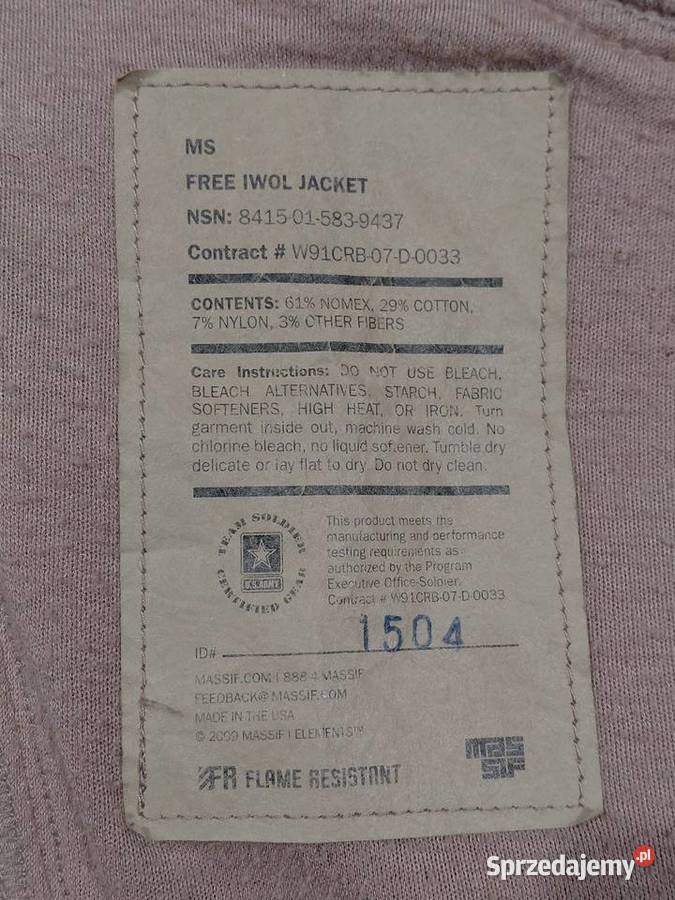 MS
FREE IWOL JACKET
NSN: 8415-01-583-9437
Contract # W91CRB-07-D-0033
CONTENTS: 61% NOMEX, 29% COTTON,
7% NYLON, 3% OTHER FIBERS
Care Instructions: DO NOT USE BLEACH,
BLEACH ALTERNATIVES, STARCH, FABRIC
SOFTENERS, HIGH HEAT, OR IRON. Turn
garment inside out, machine wash cold. No
chlorine bleach, no liquid softener. Tumble dry
delicate or lay flat to dry. Do not dry clean.
TEAM SOLDIER
U.S. ARMY
CERTIFIED GEAR
This product meets the
manufacturing and performance
testing requirements as
authorized by the Program
Executive Office-Soldier.
Contract # W91CRB-07-D-0033
ID# 1504
MASSIF.COM | 888 4 MASSIF
FEEDBACK@MASSIF.COM
MADE IN THE USA
© 2009 MASSIF | ELEMENTS™
FR FLAME RESISTANT
MASSIF
Sprzedajemy.pl